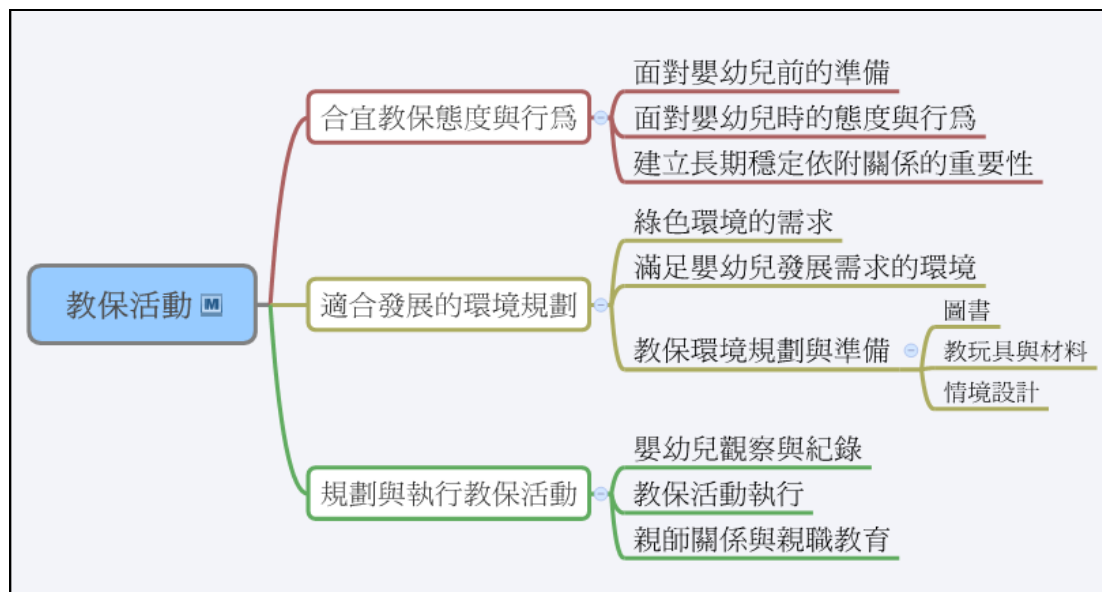 教保活動
合宜教保態度與行為
面對嬰幼兒前的準備
面對嬰幼兒時的態度與行為
建立長期穩定依附關係的重要性
適合發展的環境規劃
綠色環境的需求
滿足嬰幼兒發展需求的環境
教保環境規劃與準備
圖書
教玩具與材料
情境設計
規劃與執行教保活動
嬰幼兒觀察與紀錄
教保活動執行
親師關係與親職教育